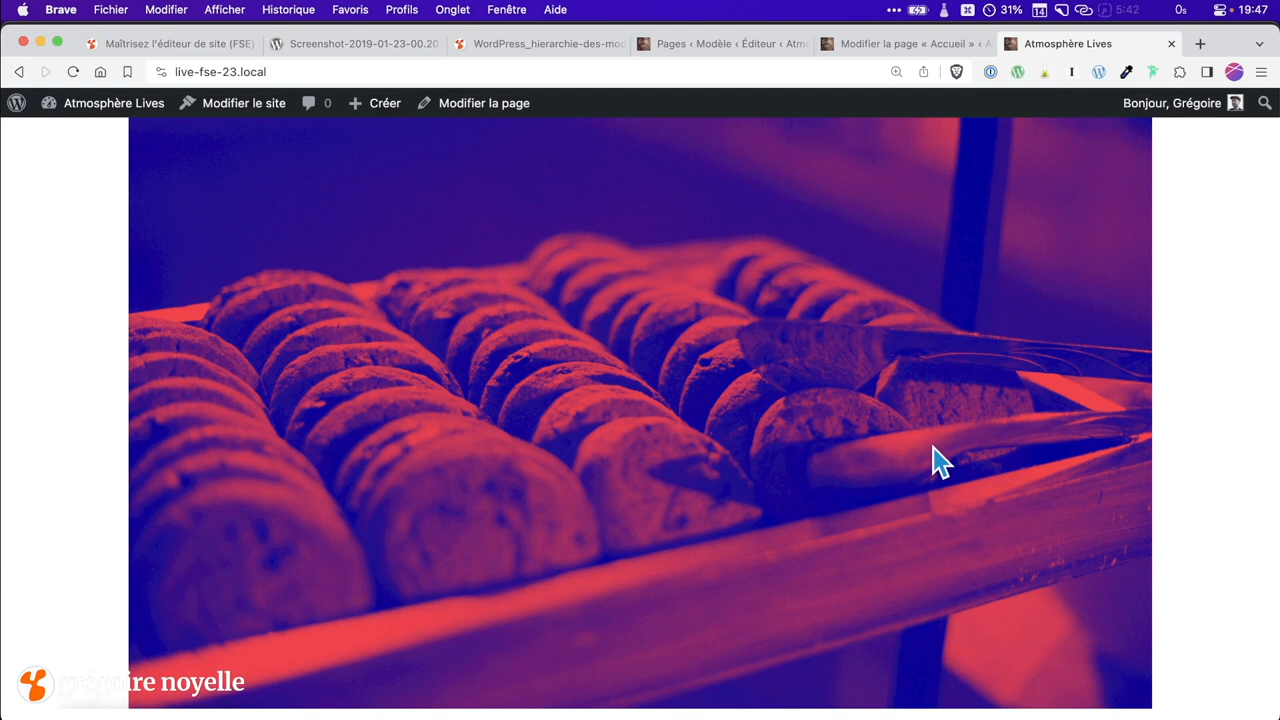 Brave Fichier Modifier Afficher Historique Favoris Profils Onglet Fenêtre Aide 31% 14 5:42 0s 19:47
Maîtrisez l'éditeur de site (FSE) Screenshot-2019-01-23-00.20 WordPress_hierarchie-des-mod Pages ‹ Modèle ‹ Éditeur ‹ Atm Modifier la page « Accueil » ‹ A Atmosphère Lives
live-fse-23.local
Atmosphère Lives Modifier le site 0 Créer Modifier la page Bonjour, Grégoire
grégoire noyelle